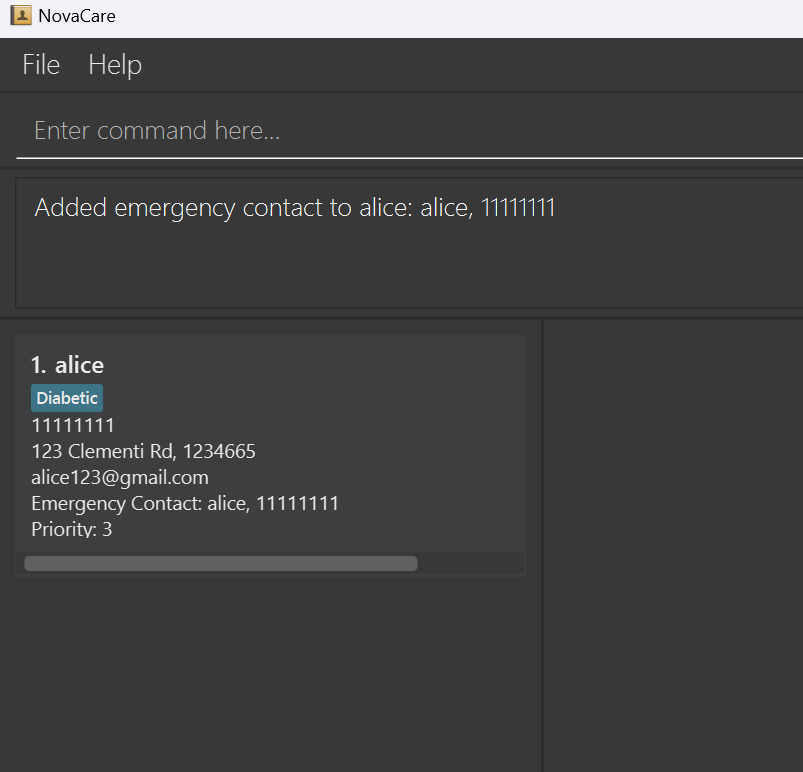 NovaCare
File Help
Enter command here...
Added emergency contact to alice: alice, 11111111
1. alice
Diabetic
11111111
123 Clementi Rd, 1234665
alice123@gmail.com
Emergency Contact: alice, 11111111
Priority: 3